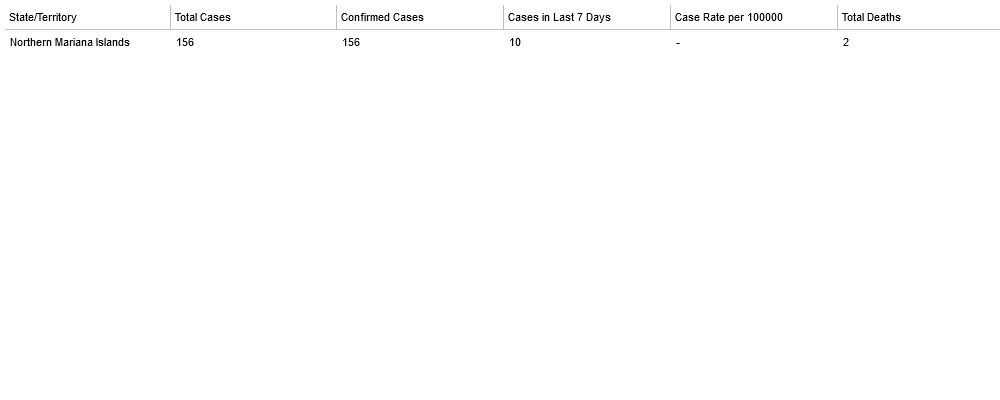 State/Territory Total Cases Confirmed Cases Cases in Last 7 Days Case Rate per 100000 Total Deaths
Northern Mariana Islands 156 156 10 - 2